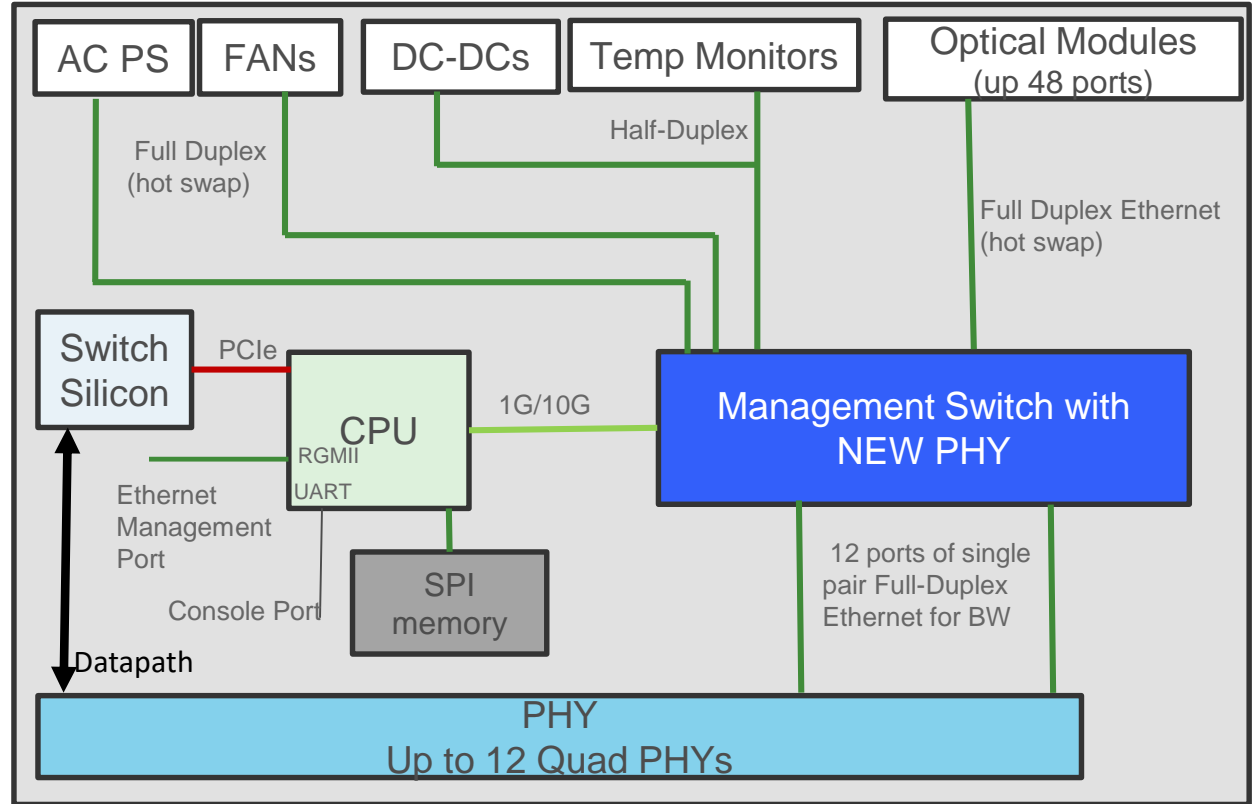 AC PS
FANs
DC-DCs
Temp Monitors
Optical Modules
(up 48 ports)
Full Duplex
(hot swap)
Half-Duplex
Full Duplex Ethernet
(hot swap)
Switch
Silicon
PCIe
CPU
RGMII
UART
1G/10G
Management Switch with
NEW PHY
Ethernet
Management
Port
Console Port
SPI
memory
12 ports of single
pair Full-Duplex
Ethernet for BW
Datapath
PHY
Up to 12 Quad PHYs